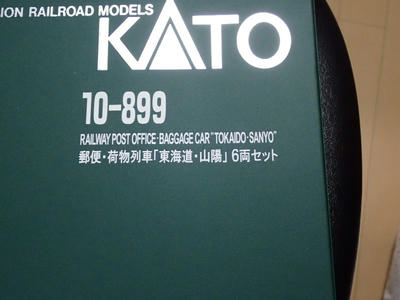 ION RAILROAD MODELS
KATO
10-899
RAILWAY POST OFFICE·BAGGAGE CAR "TOKAIDO·SANYO"
郵便・荷物列車「東海道・山陽」6両セット